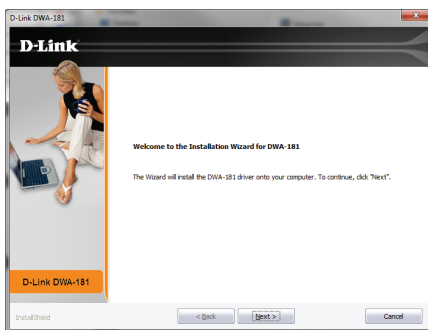 D-Link DWA-181
D-Link
Welcome to the Installation Wizard for DWA-181
The Wizard will install the DWA-181 driver onto your computer. To continue, click "Next".
D-Link DWA-181
InstallShield
< Back
Next >
Cancel